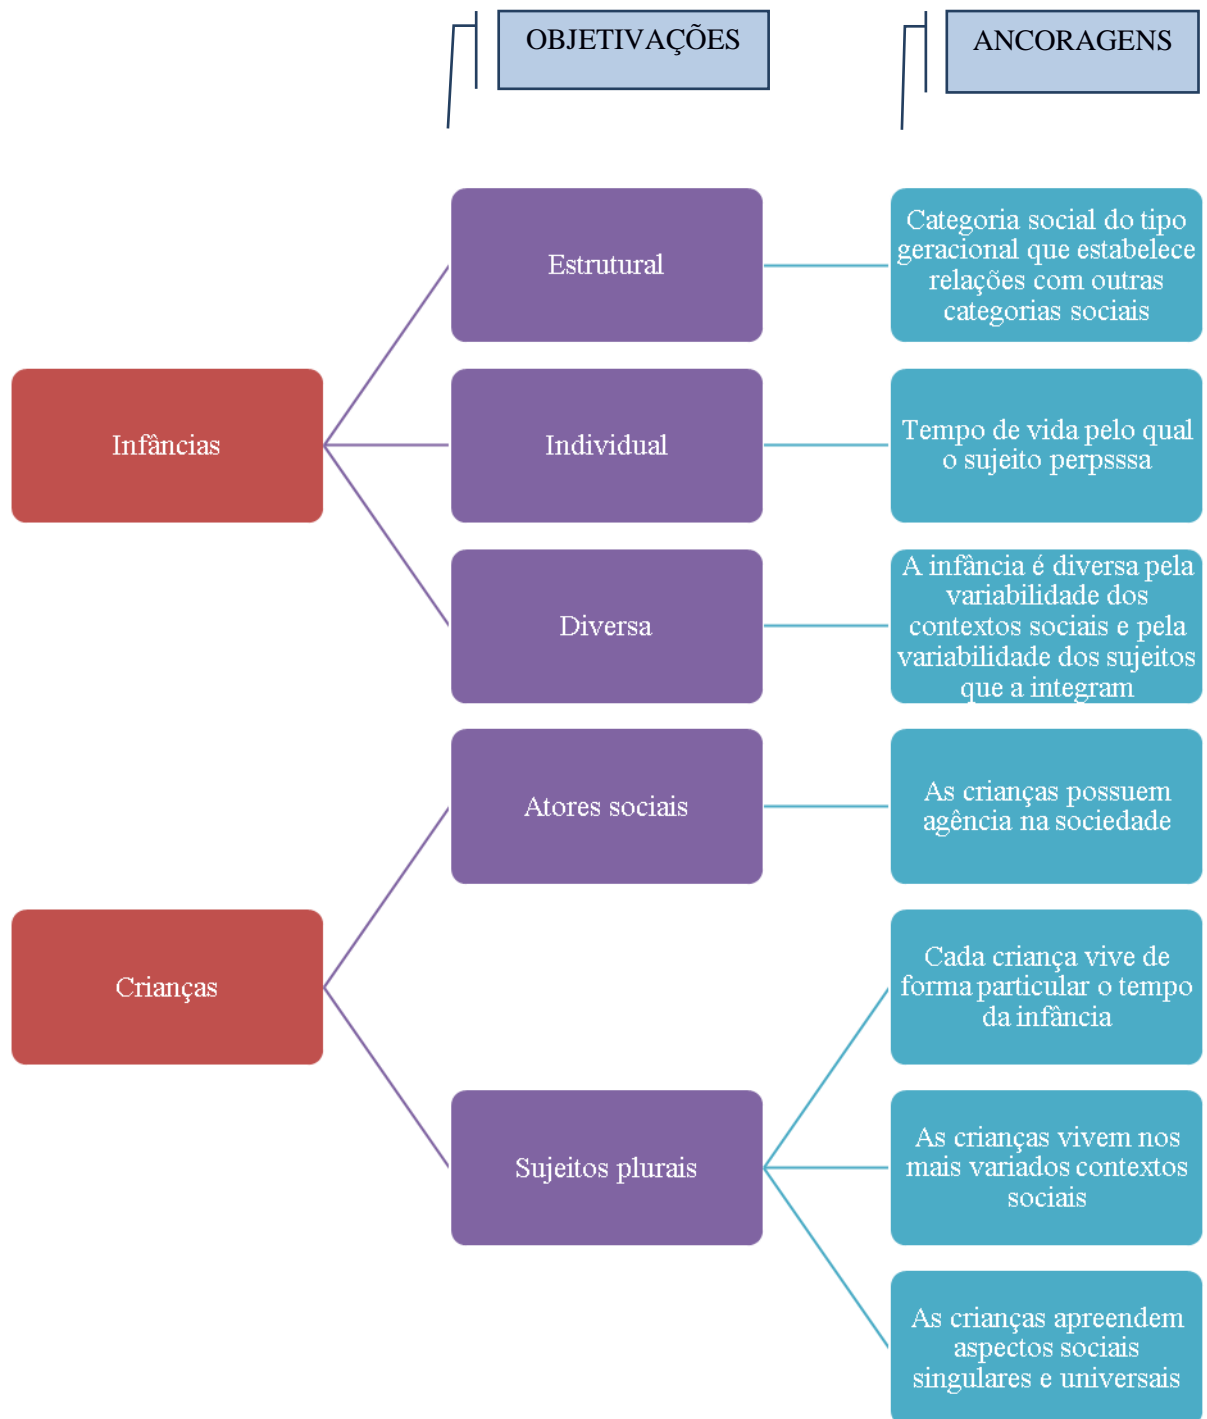 OBJETIVAÇÕES
ANCORAGENS
Infâncias
Estrutural
Categoria social do tipo
geracional que estabelece
relações com outras
categorias sociais
Individual
Tempo de vida pelo qual
o sujeito perpsssa
Diversa
A infância é diversa pela
variabilidade dos
contextos sociais e pela
variabilidade dos sujeitos
que a integram
Crianças
Atores sociais
As crianças possuem
agência na sociedade
Sujeitos plurais
Cada criança vive de
forma particular o tempo
da infância
As crianças vivem nos
mais variados contextos
sociais
As crianças apreendem
aspectos sociais
singulares e universais